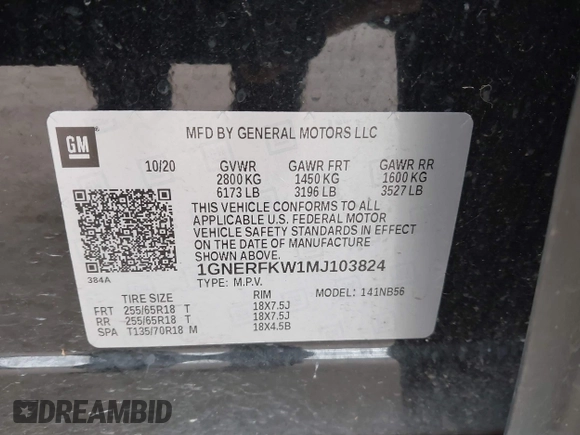 MFD BY GENERAL MOTORS LLC
GM
10/20 GVWR GAWR FRT GAWR RR
2800 KG 1450 KG 1600 KG
6173 LB 3196 LB 3527 LB
THIS VEHICLE CONFORMS TO ALL
APPLICABLE U.S. FEDERAL MOTOR
VEHICLE SAFETY STANDARDS IN EFFECT
ON THE DATE OF MANUFACTURE
SHOWN ABOVE.
384A
1GNERFKW1MJ103824
TYPE: M.P.V. MODEL: 141NB56
TIRE SIZE RIM
FRT 255/65R18 T 18X7.5J
RR 255/65R18 T 18X7.5J
SPA T135/70R18 M 18X4.5B
DREAMBID